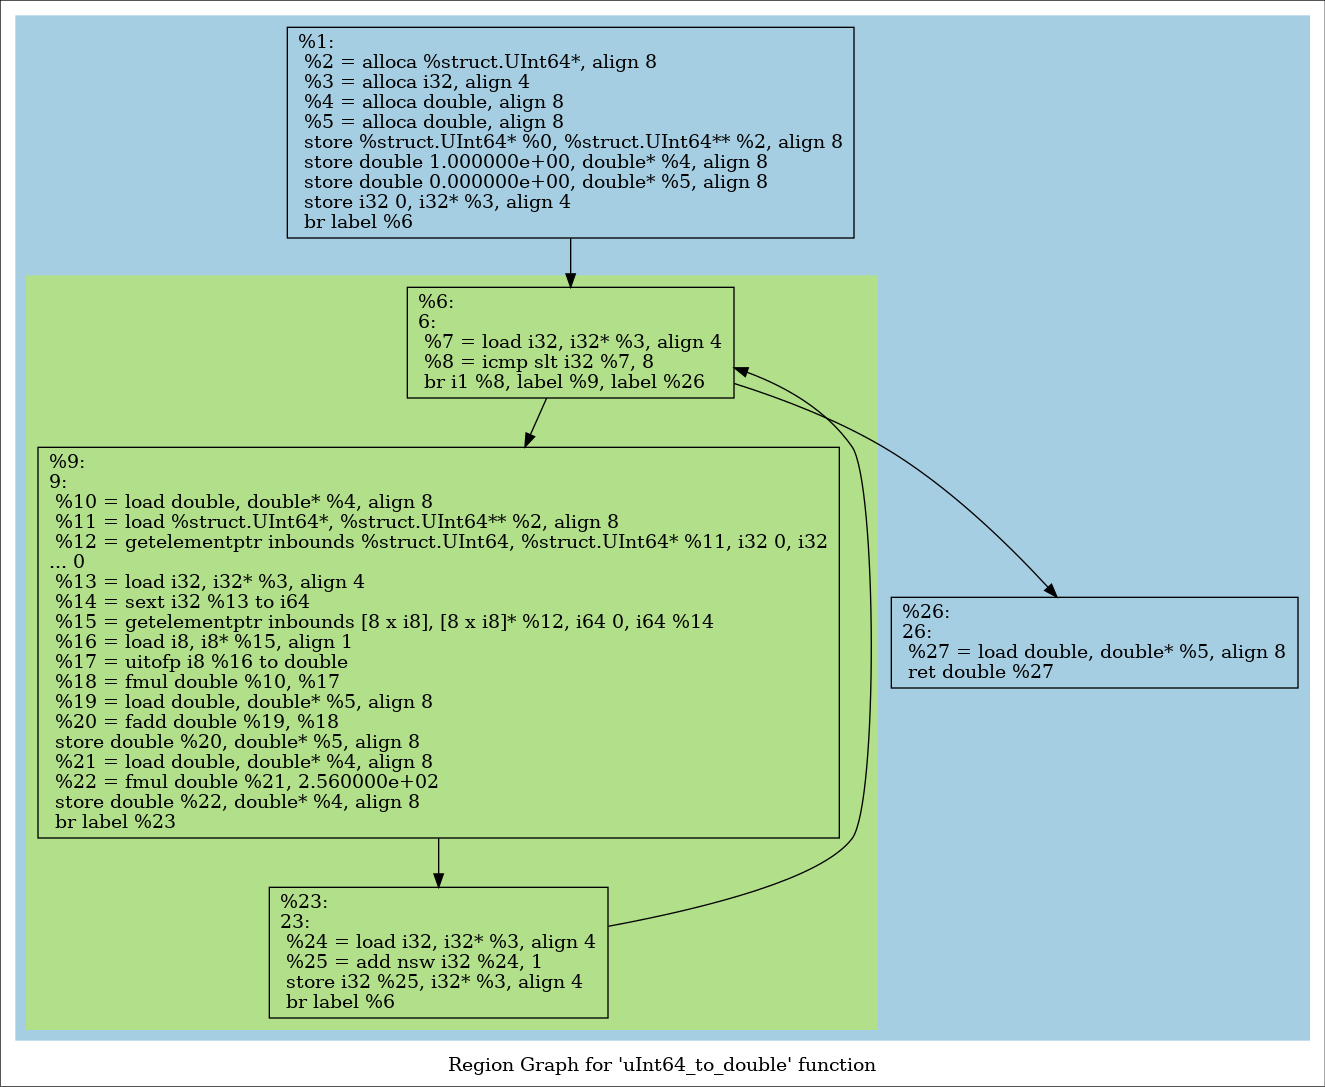 %1:
%2 = alloca %struct.UInt64*, align 8
%3 = alloca i32, align 4
%4 = alloca double, align 8
%5 = alloca double, align 8
store %struct.UInt64* %0, %struct.UInt64** %2, align 8
store double 1.000000e+00, double* %4, align 8
store double 0.000000e+00, double* %5, align 8
store i32 0, i32* %3, align 4
br label %6
%6:
6:
%7 = load i32, i32* %3, align 4
%8 = icmp slt i32 %7, 8
br i1 %8, label %9, label %26
%9:
9:
%10 = load double, double* %4, align 8
%11 = load %struct.UInt64*, %struct.UInt64** %2, align 8
%12 = getelementptr inbounds %struct.UInt64, %struct.UInt64* %11, i32 0, i32
... 0
%13 = load i32, i32* %3, align 4
%14 = sext i32 %13 to i64
%15 = getelementptr inbounds [8 x i8], [8 x i8]* %12, i64 0, i64 %14
%16 = load i8, i8* %15, align 1
%17 = uitofp i8 %16 to double
%18 = fmul double %10, %17
%19 = load double, double* %5, align 8
%20 = fadd double %19, %18
store double %20, double* %5, align 8
%21 = load double, double* %4, align 8
%22 = fmul double %21, 2.560000e+02
store double %22, double* %4, align 8
br label %23
%26:
26:
%27 = load double, double* %5, align 8
ret double %27
%23:
23:
%24 = load i32, i32* %3, align 4
%25 = add nsw i32 %24, 1
store i32 %25, i32* %3, align 4
br label %6
Region Graph for 'uInt64_to_double' function